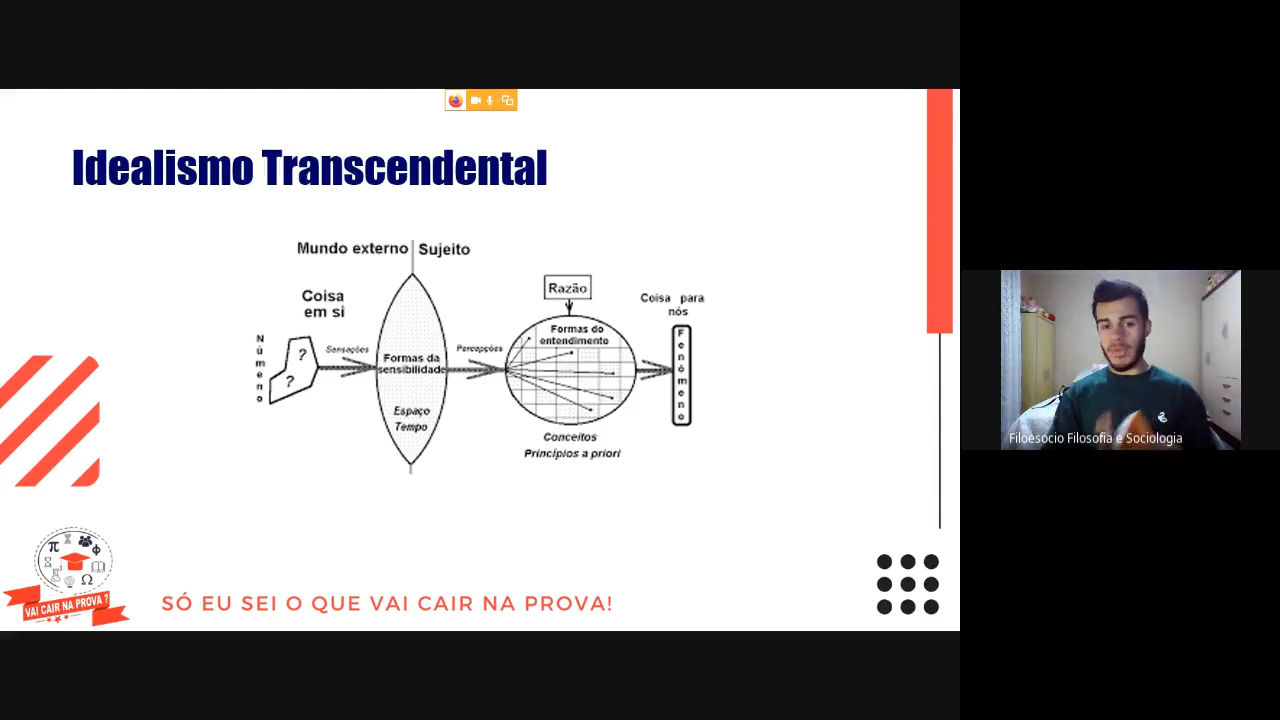 Idealismo Transcendental
Mundo externo Sujeito
Coisa
em si
Númeno
?
?
Sensações
Formas da
sensibilidade
Espaço
Tempo
Percepções
Razão
Formas do
entendimento
Conceitos
Princípios a priori
Coisa para
nós
Fenômeno
π
Φ
Ω
VAI CAIR NA PROVA ?
SÓ EU SEI O QUE VAI CAIR NA PROVA!
Filoesocio Filosofia e Sociologia